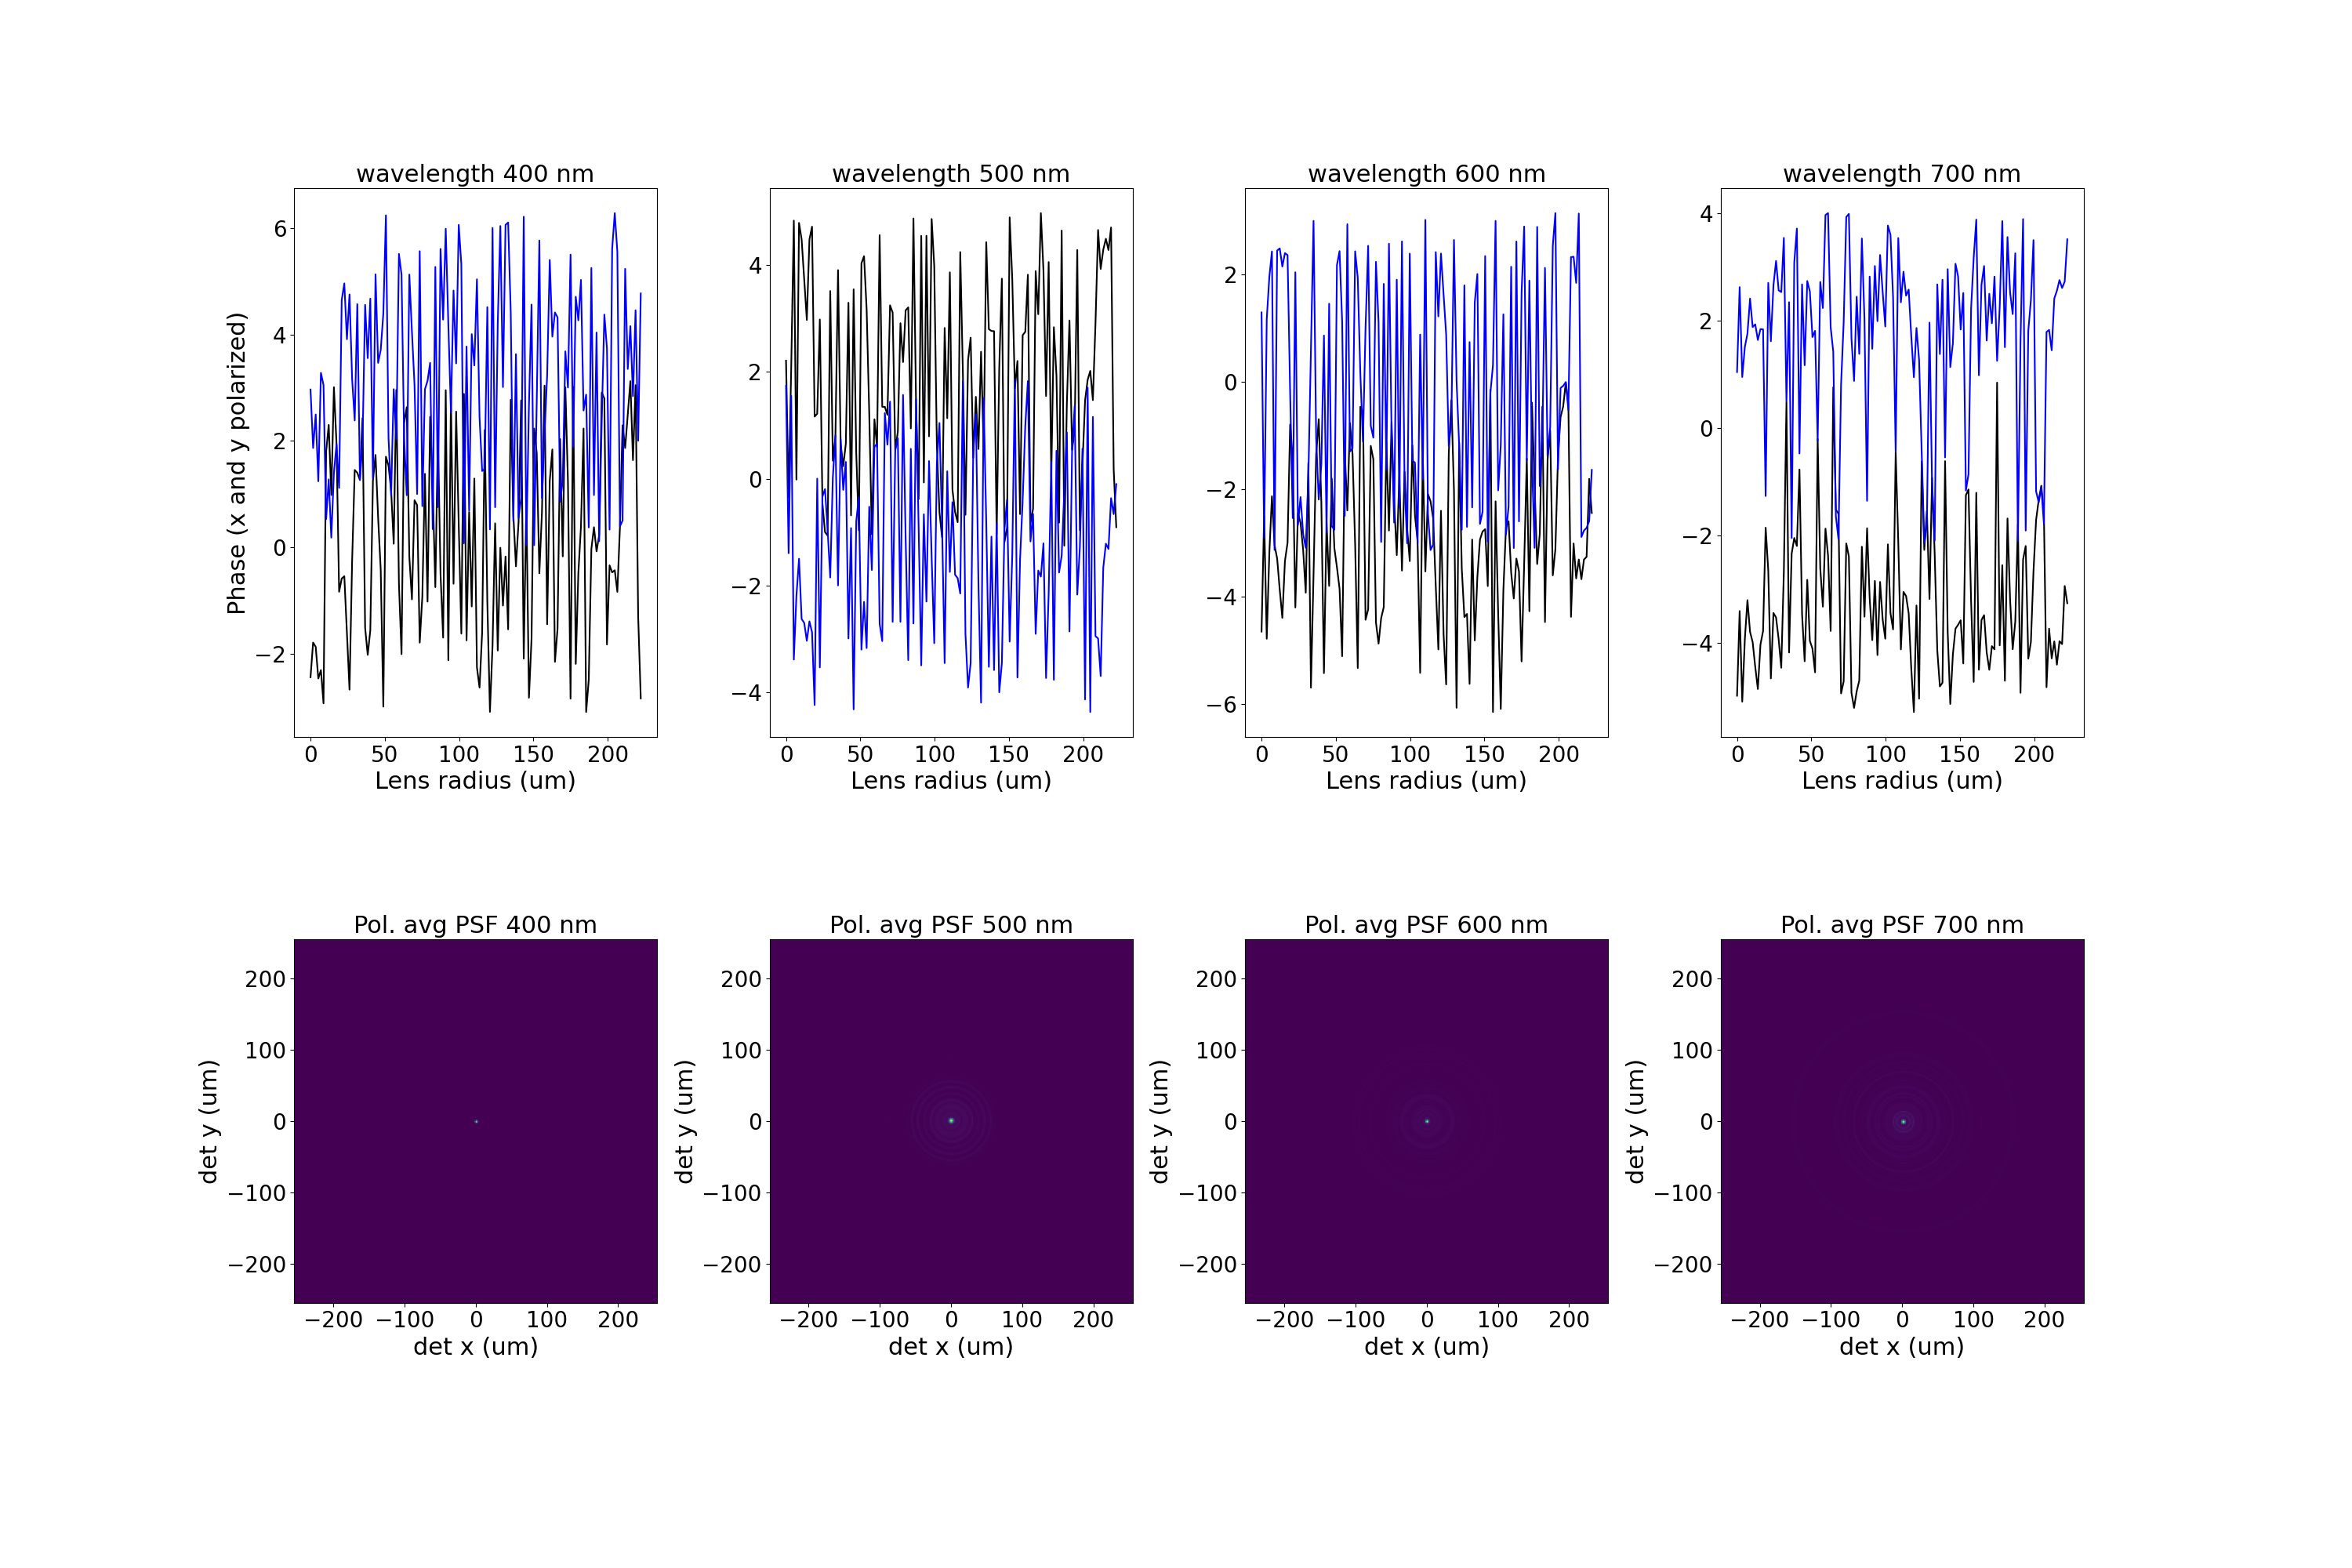 wavelength 400 nm
wavelength 500 nm
wavelength 600 nm
wavelength 700 nm
Phase (x and y polarized)
6
4
2
0
−2
0 50 100 150 200
Lens radius (um)
4
2
0
−2
−4
0 50 100 150 200
Lens radius (um)
2
0
−2
−4
−6
0 50 100 150 200
Lens radius (um)
4
2
0
−2
−4
0 50 100 150 200
Lens radius (um)
Pol. avg PSF 400 nm
det y (um)
200
100
0
−100
−200
−200 −100 0 100 200
det x (um)
Pol. avg PSF 500 nm
det y (um)
200
100
0
−100
−200
−200 −100 0 100 200
det x (um)
Pol. avg PSF 600 nm
det y (um)
200
100
0
−100
−200
−200 −100 0 100 200
det x (um)
Pol. avg PSF 700 nm
det y (um)
200
100
0
−100
−200
−200 −100 0 100 200
det x (um)